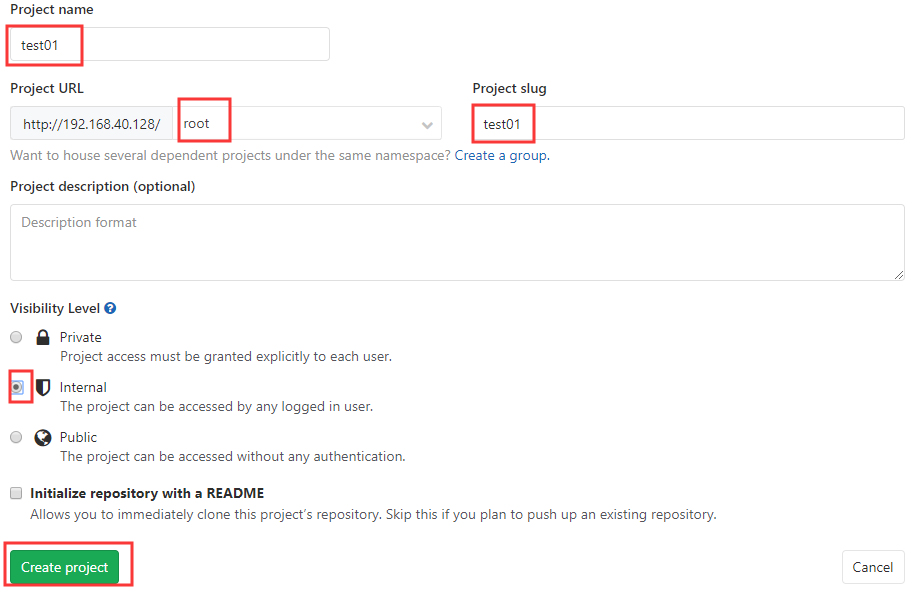 Project name
test01
Project URL
Project slug
http://192.168.40.128/
root
test01
Want to house several dependent projects under the same namespace? Create a group.
Project description (optional)
Description format
Visibility Level ?
Private
Project access must be granted explicitly to each user.
Internal
The project can be accessed by any logged in user.
Public
The project can be accessed without any authentication.
Initialize repository with a README
Allows you to immediately clone this project’s repository. Skip this if you plan to push up an existing repository.
Create project
Cancel